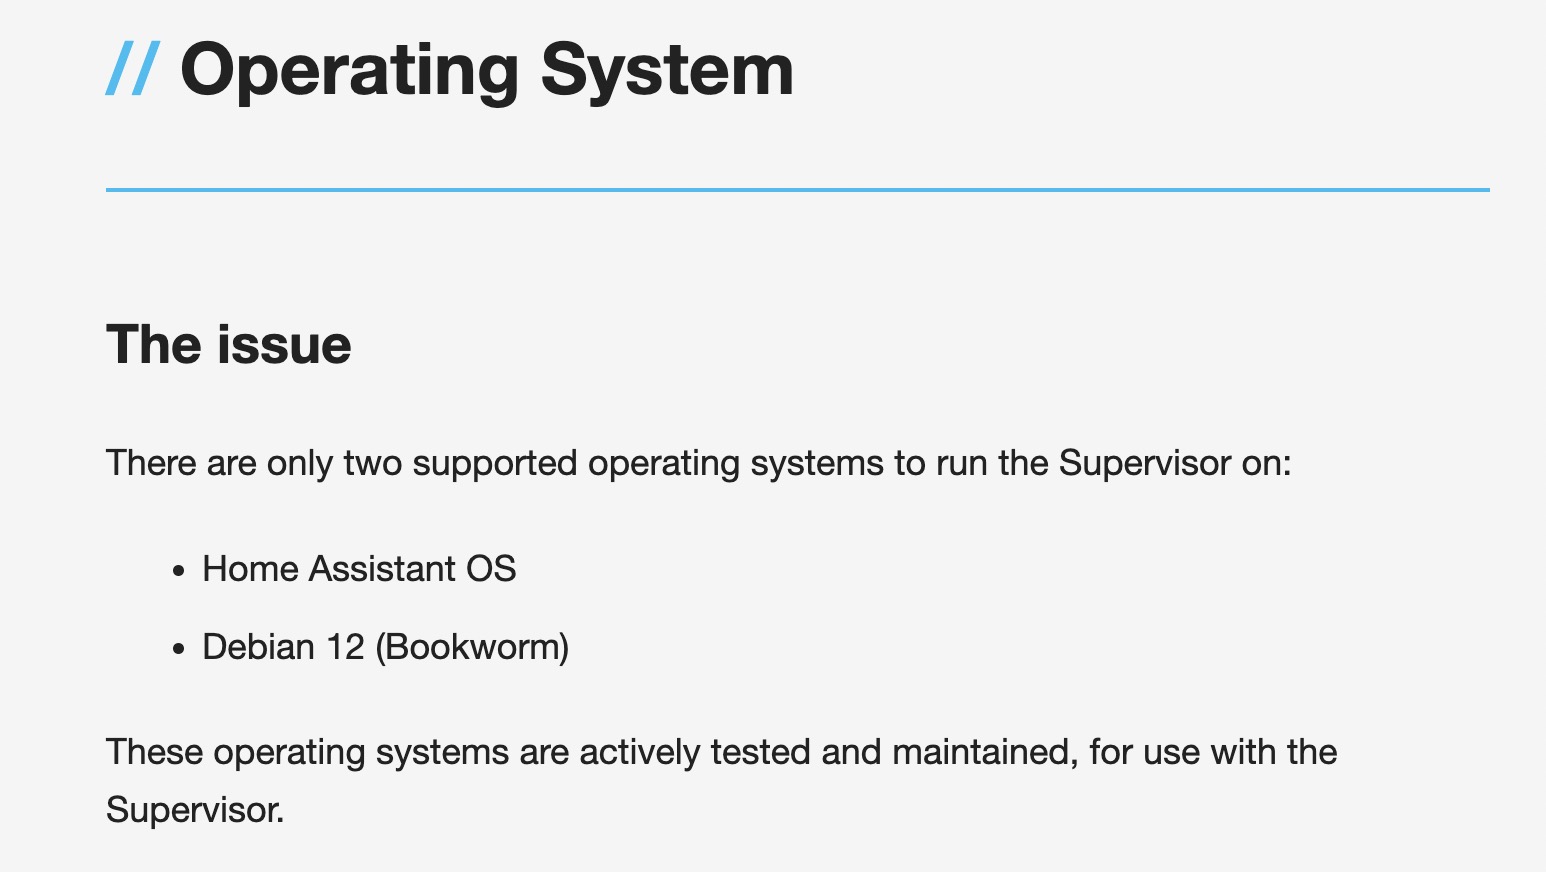 // Operating System
The issue
There are only two supported operating systems to run the Supervisor on:
• Home Assistant OS
• Debian 12 (Bookworm)
These operating systems are actively tested and maintained, for use with the
Supervisor.